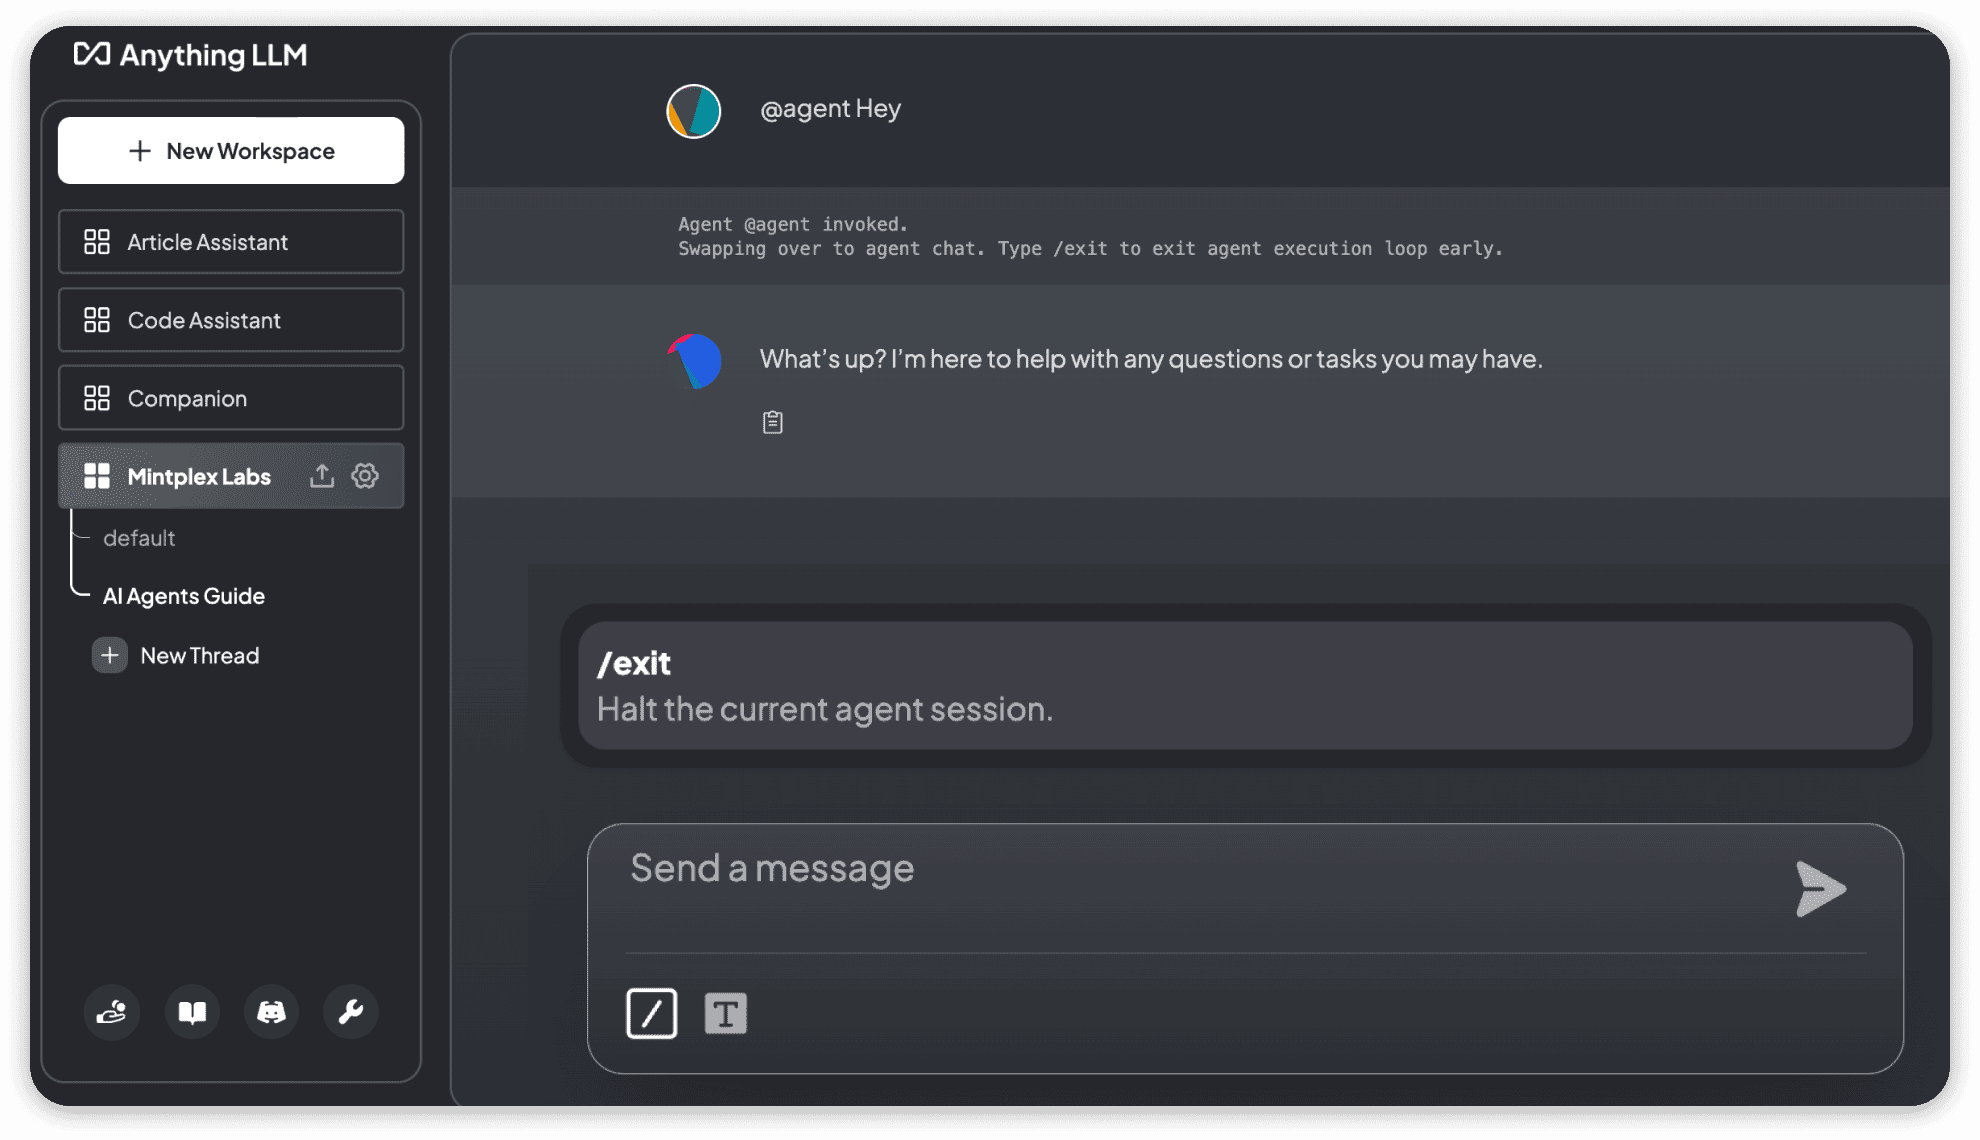 Anything LLM
New Workspace
Article Assistant
Code Assistant
Companion
Mintplex Labs
default
AI Agents Guide
New Thread
@agent Hey
Agent @agent invoked.
Swapping over to agent chat. Type /exit to exit agent execution loop early.
What's up? I'm here to help with any questions or tasks you may have.
/exit
Halt the current agent session.
Send a message